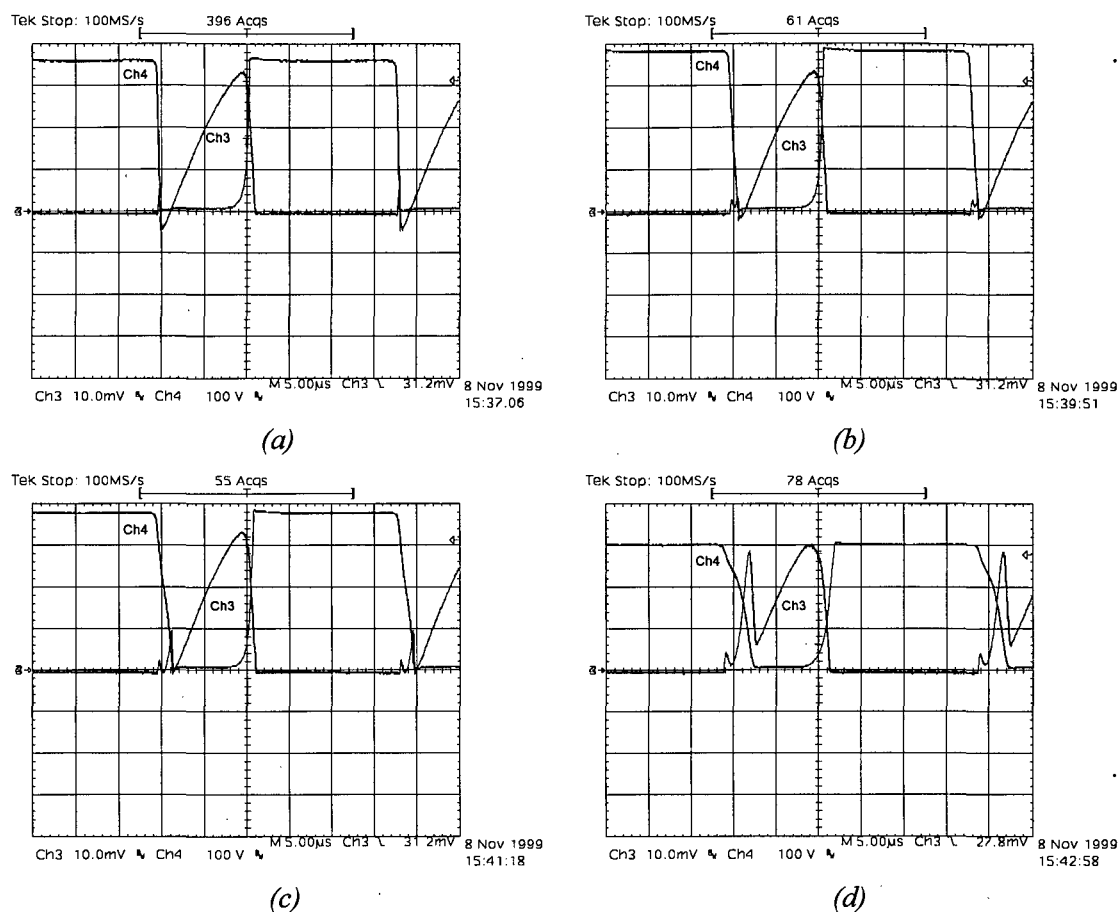 Tek Stop: 100MS/s 396 Acqs
Ch4
Ch3
M 5.00µs Ch3 31.2mV
Ch3 10.0mV Ch4 100 V
8 Nov 1999
15:37.06
(a)
Tek Stop: 100MS/s 61 Acqs
Ch4
Ch3
M 5.00µs Ch3 31.2mV
Ch3 10.0mV Ch4 100 V
8 Nov 1999
15:39:51
(b)
Tek Stop: 100MS/s 55 Acqs
Ch4
Ch3
M 5.00µs Ch3 31.2mV
Ch3 10.0mV Ch4 100 V
8 Nov 1999
15:41:18
(c)
Tek Stop: 100MS/s 78 Acqs
Ch4
Ch3
M 5.00µs Ch3 27.8mV
Ch3 10.0mV Ch4 100 V
8 Nov 1999
15:42:58
(d)